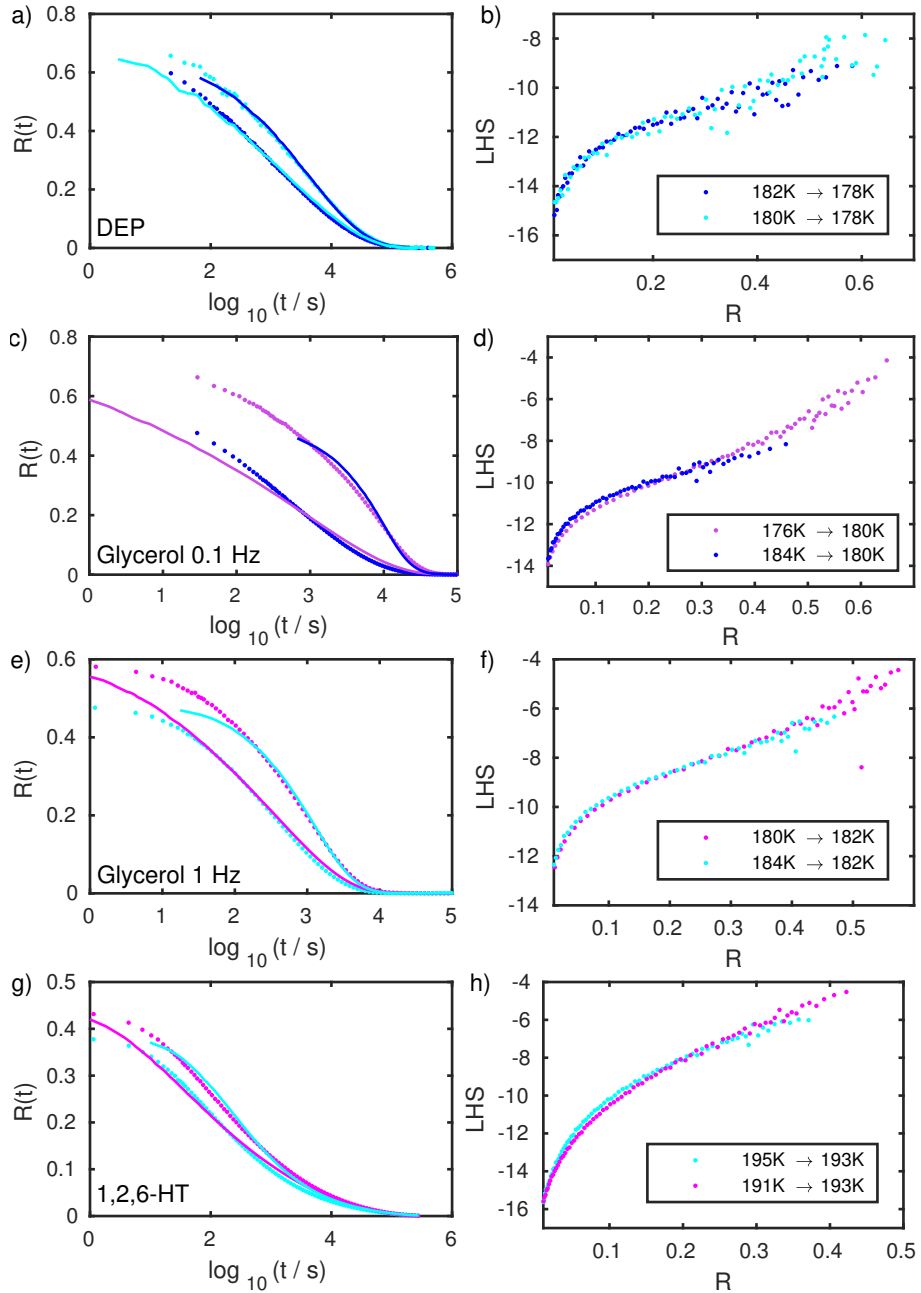 a)
R(t)
0.8
0.6
0.4
0.2
0
0
2
4
6
DEP
log 10 (t / s)
b)
LHS
-8
-10
-12
-14
-16
182K → 178K
180K → 178K
0.2
0.4
0.6
R
c)
R(t)
0.8
0.6
0.4
0.2
0
Glycerol 0.1 Hz
0
1
2
3
4
5
log 10 (t / s)
d)
LHS
-4
-6
-8
-10
-12
-14
176K → 180K
184K → 180K
0.1
0.2
0.3
0.4
0.5
0.6
R
e)
R(t)
0.6
0.4
0.2
0
Glycerol 1 Hz
0
1
2
3
4
5
log 10 (t / s)
f)
LHS
-4
-6
-8
-10
-12
-14
180K → 182K
184K → 182K
0.1
0.2
0.3
0.4
0.5
R
g)
R(t)
0.5
0.4
0.3
0.2
0.1
0
1,2,6-HT
0
2
4
6
log 10 (t / s)
h)
LHS
-4
-6
-8
-10
-12
-14
-16
195K → 193K
191K → 193K
0.1
0.2
0.3
0.4
0.5
R